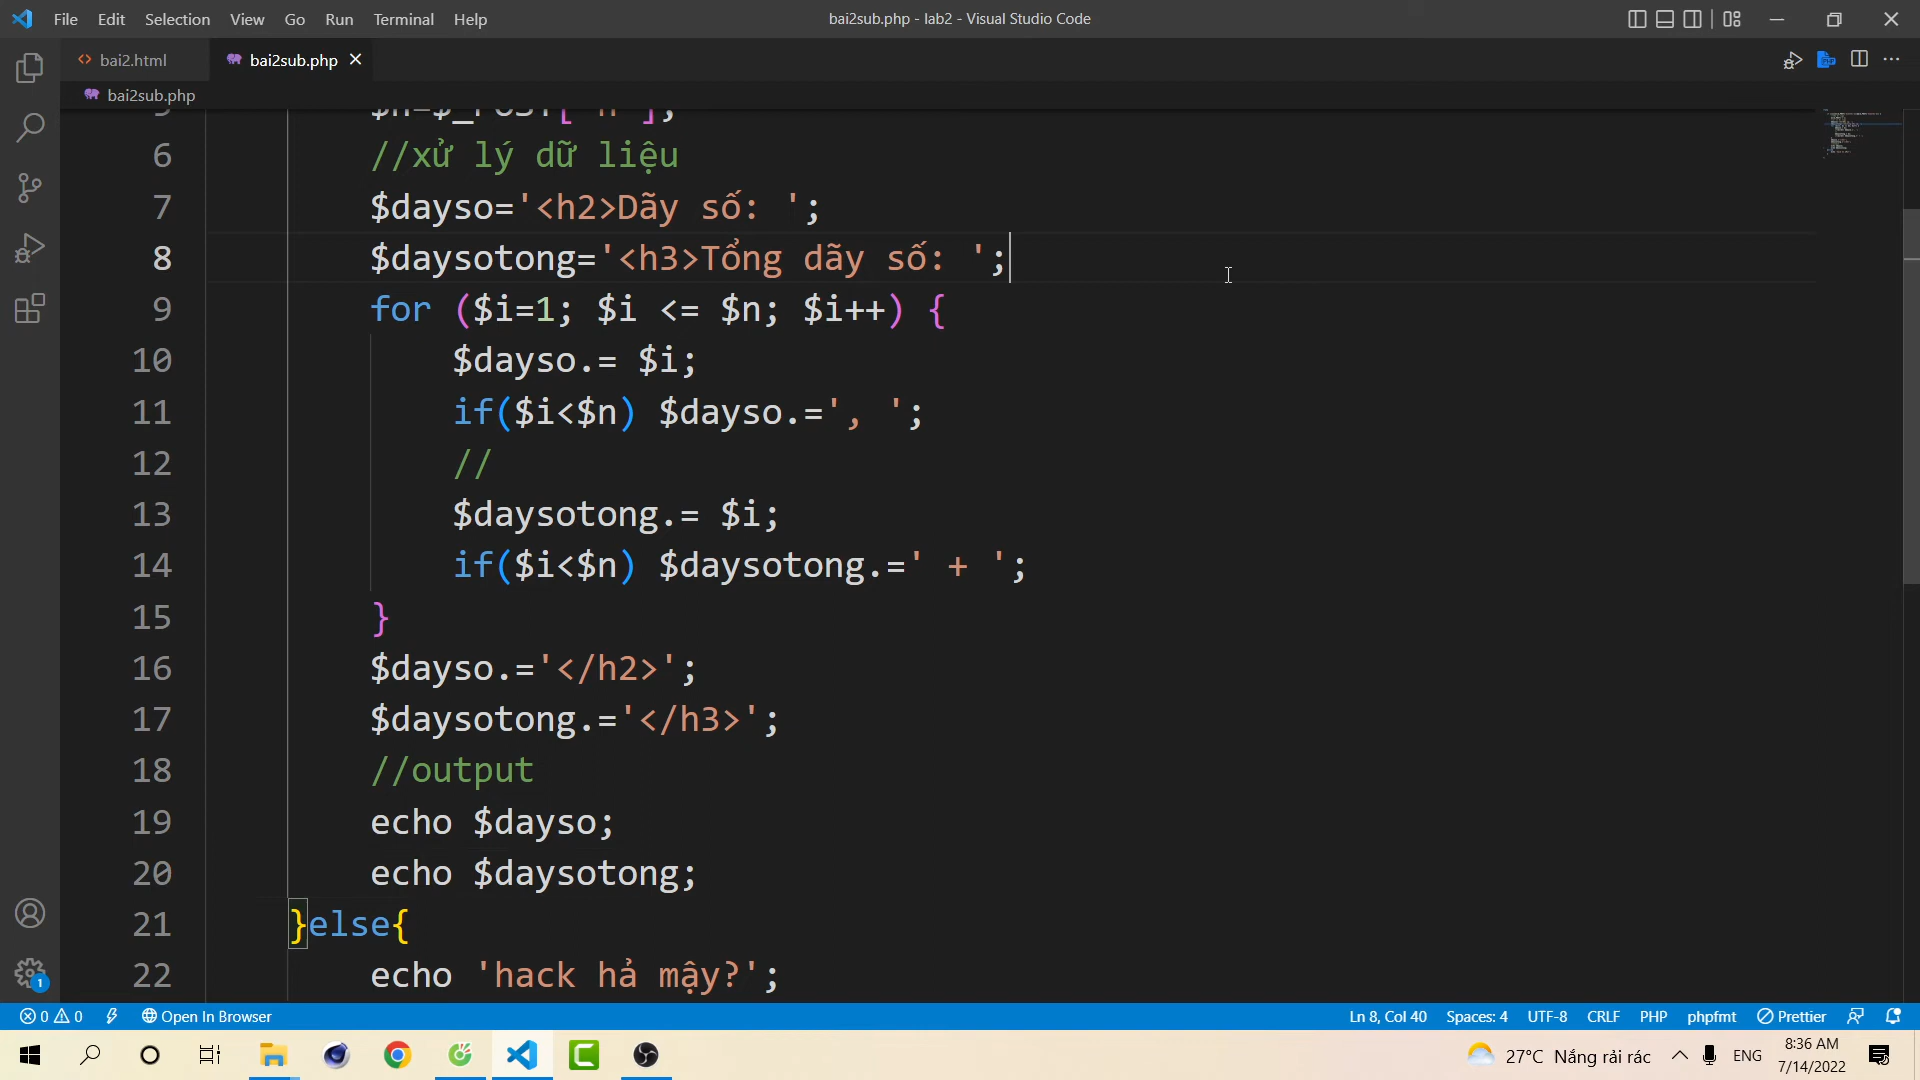 File Edit Selection View Go Run Terminal Help
bai2sub.php - lab2 - Visual Studio Code
bai2.html
bai2sub.php
bai2sub.php
6 //xử lý dữ liệu
7 $dayso='<h2>Dãy số: ';
8 $daysotong='<h3>Tổng dãy số: ';
9 for ($i=1; $i <= $n; $i++) {
10 $dayso.= $i;
11 if($i<$n) $dayso.=', ';
12 //
13 $daysotong.= $i;
14 if($i<$n) $daysotong.=' + ';
15 }
16 $dayso.='</h2>';
17 $daysotong.='</h3>';
18 //output
19 echo $dayso;
20 echo $daysotong;
21 }else{
22 echo 'hack hả mậy?';
1
0 0 Open In Browser
Ln 8, Col 40 Spaces: 4 UTF-8 CRLF PHP phpfmt Prettier
27°C Nắng rải rác
ENG
8:36 AM
7/14/2022